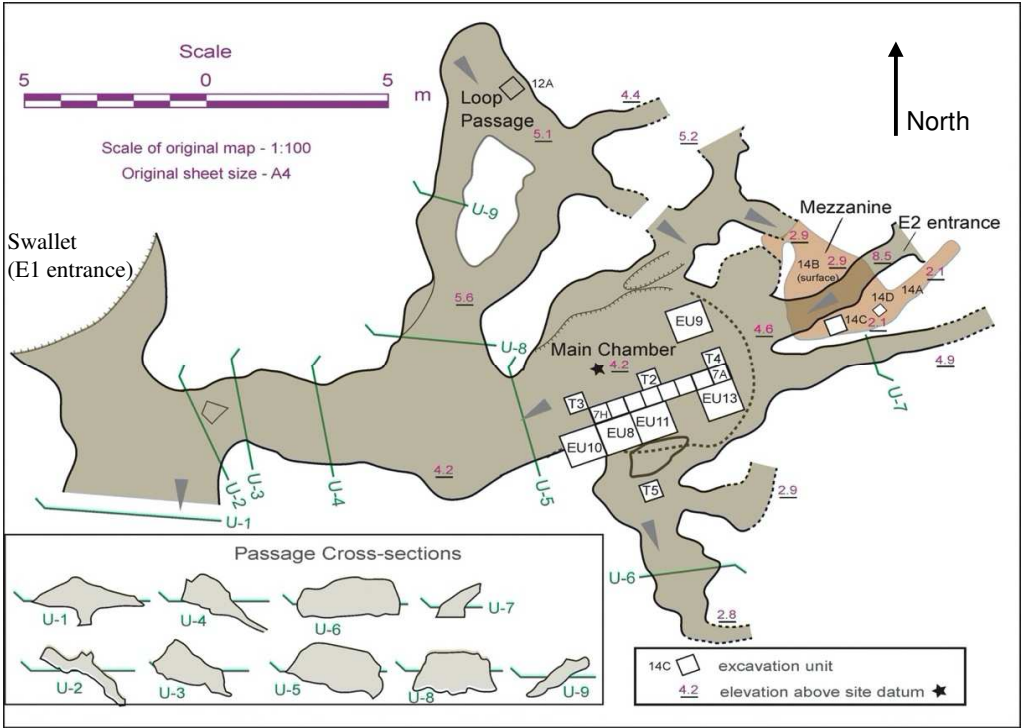 Scale
5 0 5 m
Scale of original map - 1:100
Original sheet size - A4
North
Swallet
(E1 entrance)
12A
Loop
Passage
5.1
4.4
5.2
U-9
5.6
U-8
Mezzanine
E2 entrance
2.9
14B
(surface)
2.9
8.5
2.1
14A
14D
14C
2.1
4.6
4.9
U-7
EU9
Main Chamber
4.2
T4
T2
7A
T3
7H
EU13
EU11
EU8
EU10
T5
2.9
4.2
U-1
U-2
U-3
U-4
U-5
U-6
2.8
Passage Cross-sections
U-1
U-4
U-6
U-7
U-2
U-3
U-5
U-8
U-9
14C excavation unit
4.2 elevation above site datum